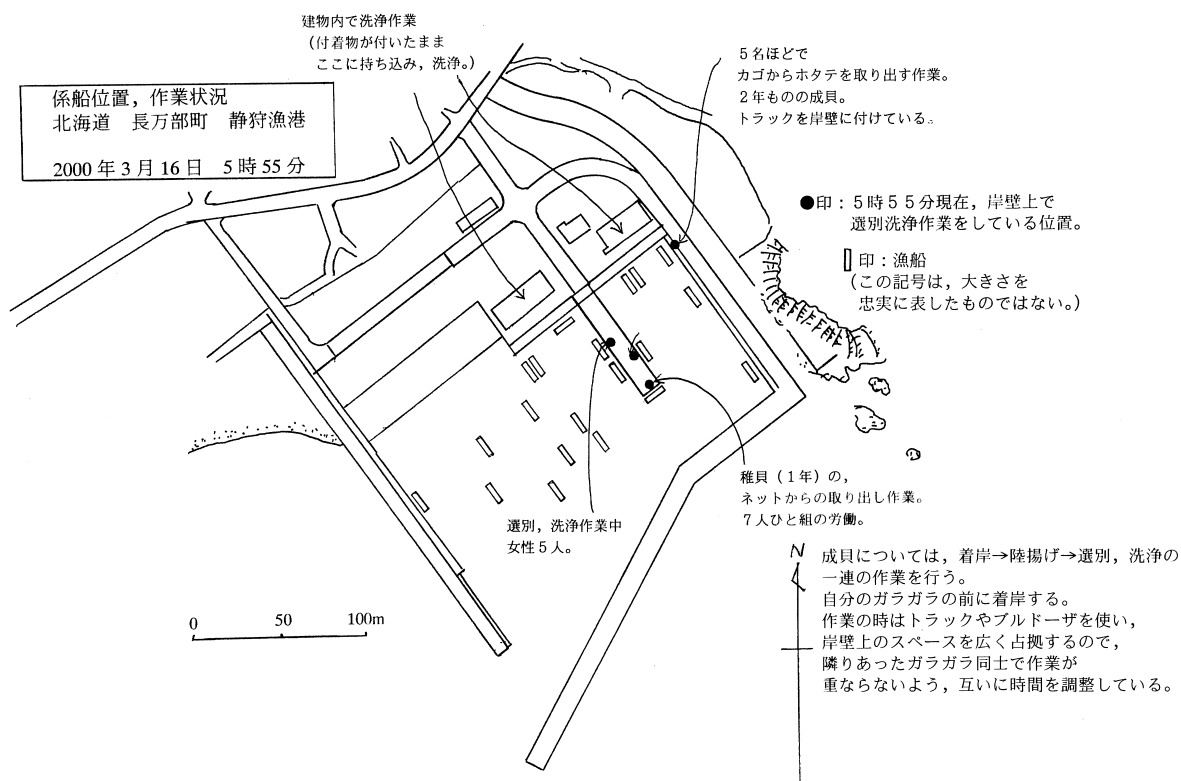 建物内で洗浄作業
(付着物が付いたまま
ここに持ち込み，洗浄。)
係船位置，作業状況
北海道　長万部町　静狩漁港
2000年3月16日　5時55分
５名ほどで
カゴからホタテを取り出す作業。
２年ものの成貝。
トラックを岸壁に付けている。
●印：５時５５分現在，岸壁上で
選別洗浄作業をしている位置。
印：漁船
(この記号は，大きさを
忠実に表したものではない。)
稚貝（１年）の，
ネットからの取り出し作業。
７人ひと組の労働。
選別，洗浄作業中
女性５人。
0　50　100m
N
成貝については，着岸→陸揚げ→選別，洗浄の
一連の作業を行う。
自分のガラガラの前に着岸する。
作業の時はトラックやブルドーザを使い，
岸壁上のスペースを広く占拠するので，
隣りあったガラガラ同士で作業が
重ならないよう，互いに時間を調整している。